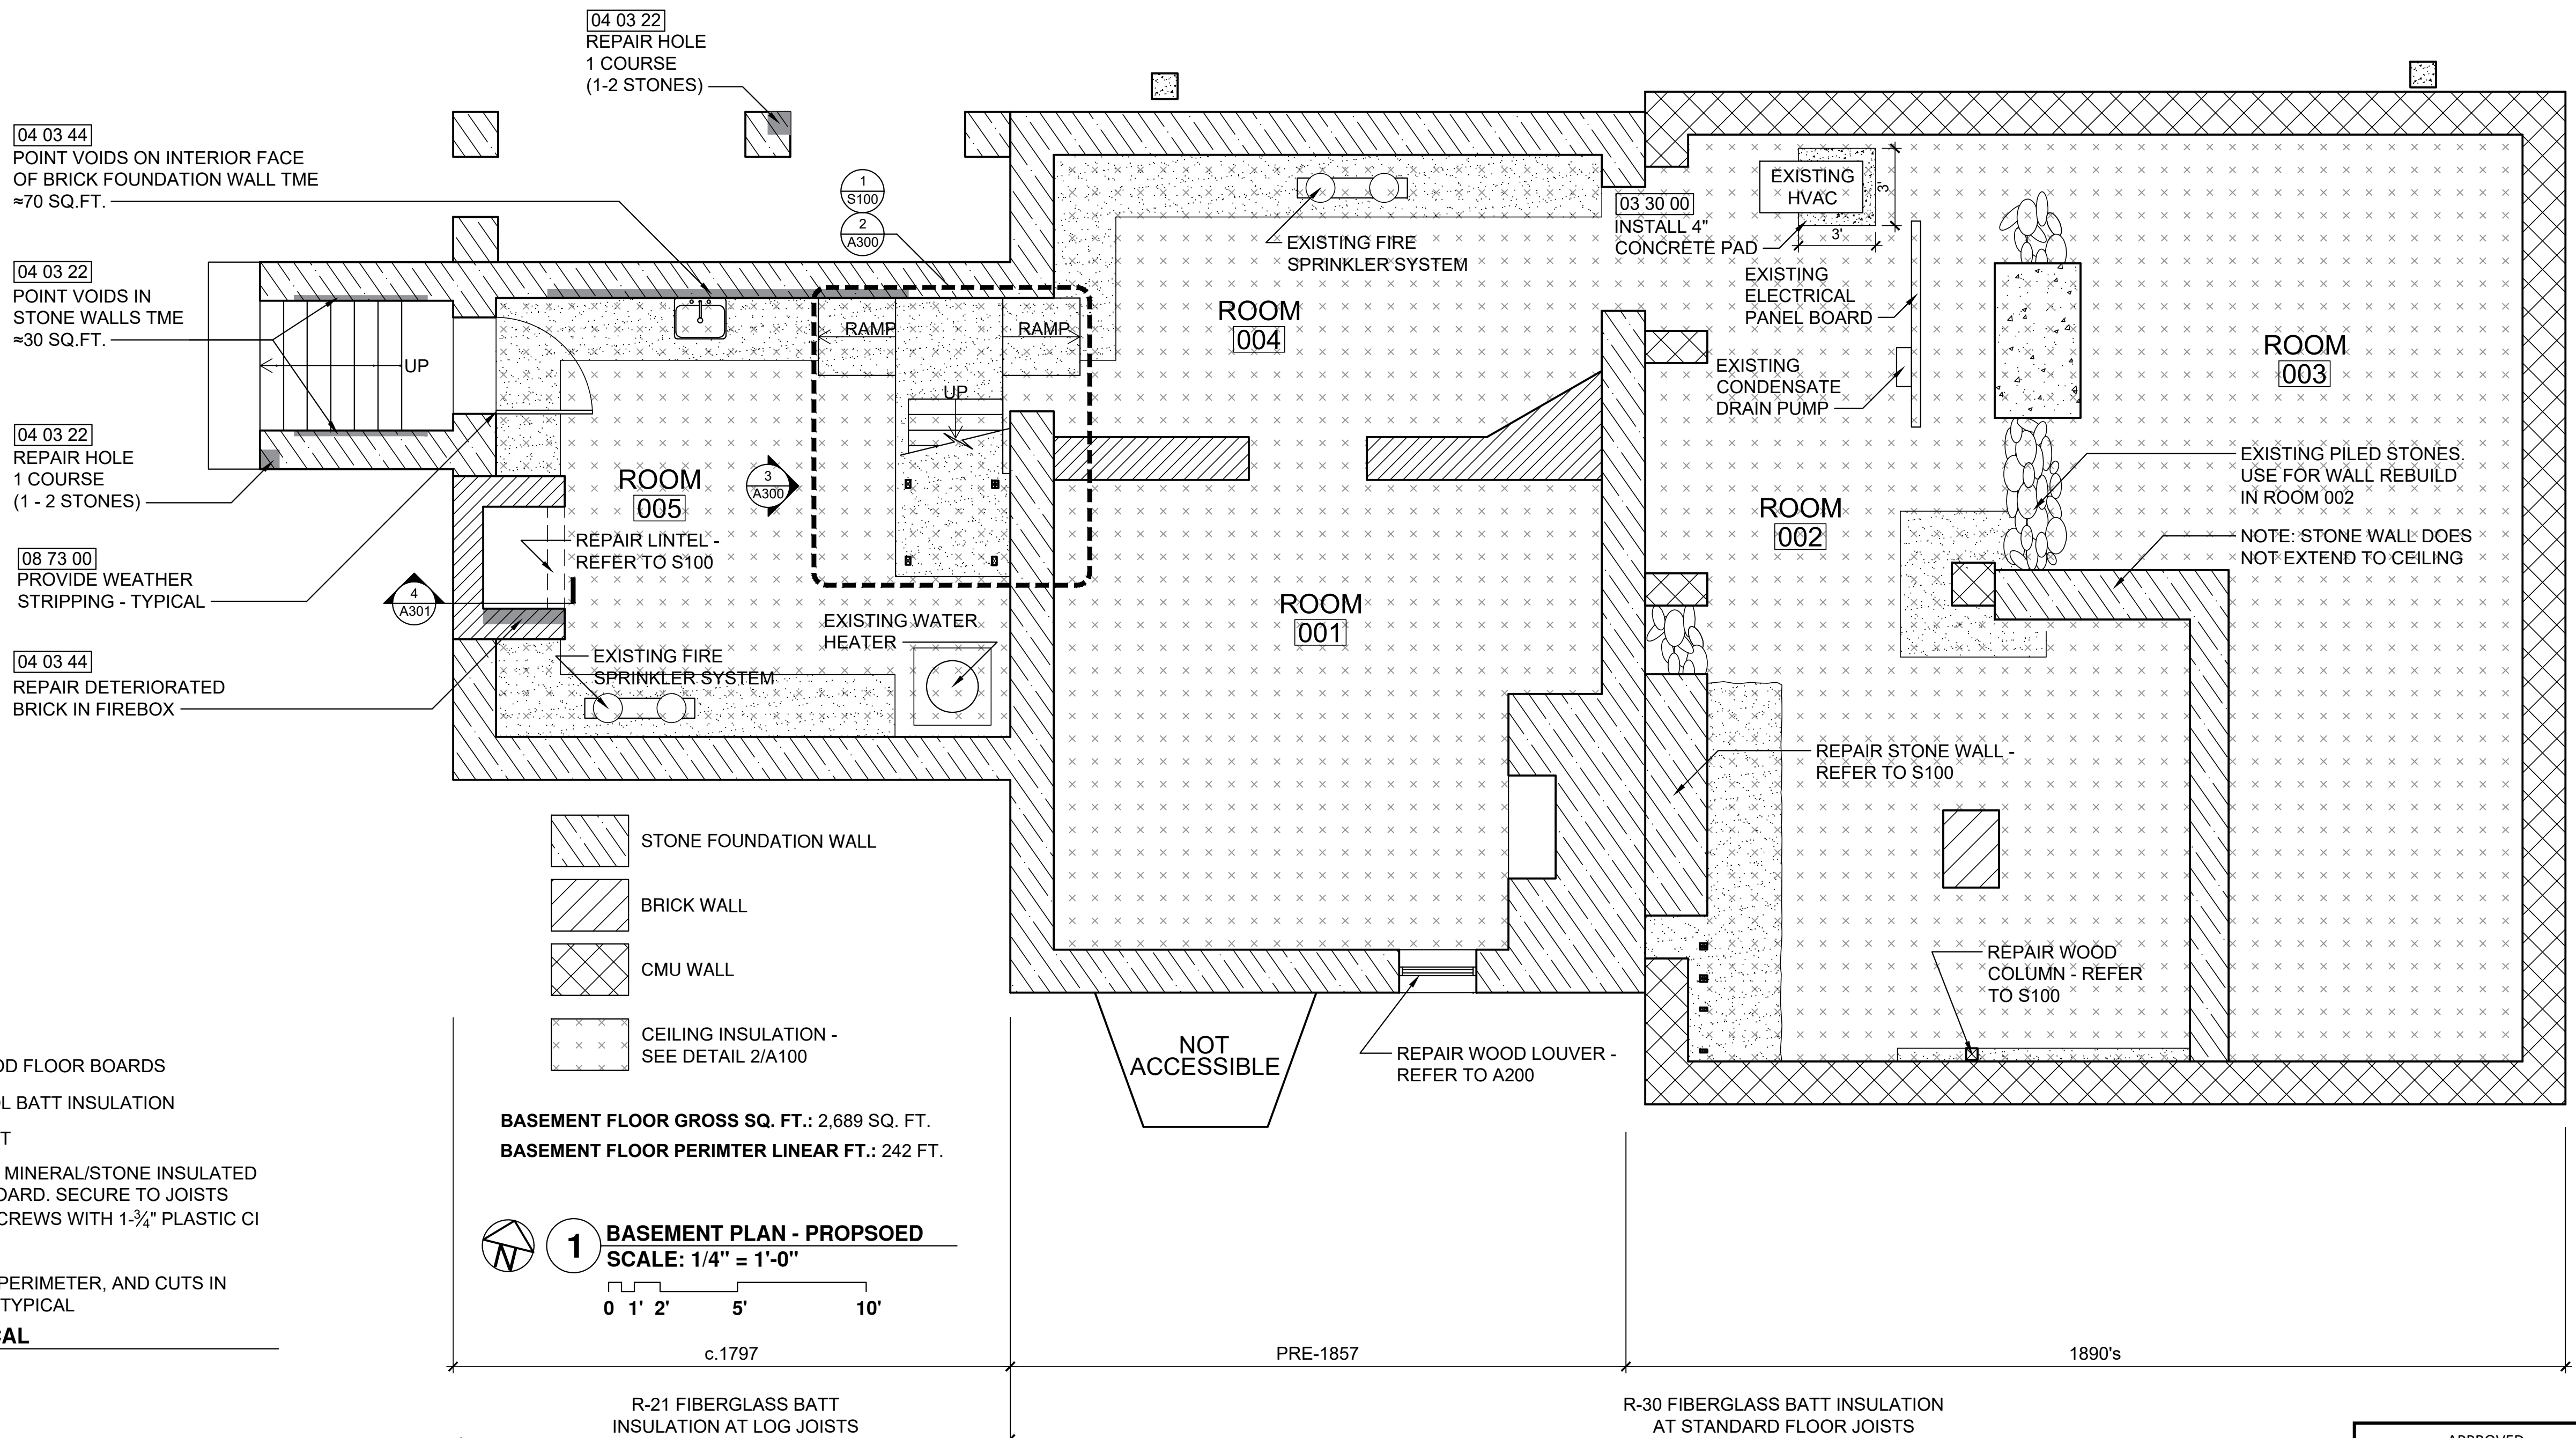 04 03 22
REPAIR HOLE
1 COURSE
(1-2 STONES)
04 03 44
POINT VOIDS ON INTERIOR FACE
OF BRICK FOUNDATION WALL TME
≈70 SQ.FT.
04 03 22
POINT VOIDS IN
STONE WALLS TME
≈30 SQ.FT.
04 03 22
REPAIR HOLE
1 COURSE
(1 - 2 STONES)
08 73 00
PROVIDE WEATHER
STRIPPING - TYPICAL
04 03 44
REPAIR DETERIORATED
BRICK IN FIREBOX
1
S100
2
A300
UP
RAMP
RAMP
UP
ROOM
005
3
A300
REPAIR LINTEL -
REFER TO S100
4
A301
EXISTING WATER
HEATER
EXISTING FIRE
SPRINKLER SYSTEM
EXISTING FIRE
SPRINKLER SYSTEM
ROOM
004
ROOM
001
03 30 00
INSTALL 4"
CONCRETE PAD
EXISTING
HVAC
3'
3'
EXISTING
ELECTRICAL
PANEL BOARD
EXISTING
CONDENSATE
DRAIN PUMP
ROOM
003
ROOM
002
EXISTING PILED STONES.
USE FOR WALL REBUILD
IN ROOM 002
NOTE: STONE WALL DOES
NOT EXTEND TO CEILING
REPAIR STONE WALL -
REFER TO S100
REPAIR WOOD
COLUMN - REFER
TO S100
NOT
ACCESSIBLE
REPAIR WOOD LOUVER -
REFER TO A200
STONE FOUNDATION WALL
BRICK WALL
CMU WALL
CEILING INSULATION -
SEE DETAIL 2/A100
BASEMENT FLOOR GROSS SQ. FT.: 2,689 SQ. FT.
BASEMENT FLOOR PERIMTER LINEAR FT.: 242 FT.
N
1
BASEMENT PLAN - PROPSOED
SCALE: 1/4" = 1'-0"
0 1' 2' 5' 10'
OD FLOOR BOARDS
OL BATT INSULATION
T
MINERAL/STONE INSULATED
OARD. SECURE TO JOISTS
CREWS WITH 1-¾" PLASTIC CI
PERIMETER, AND CUTS IN
TYPICAL
CAL
c.1797
PRE-1857
1890's
R-21 FIBERGLASS BATT
INSULATION AT LOG JOISTS
R-30 FIBERGLASS BATT INSULATION
AT STANDARD FLOOR JOISTS